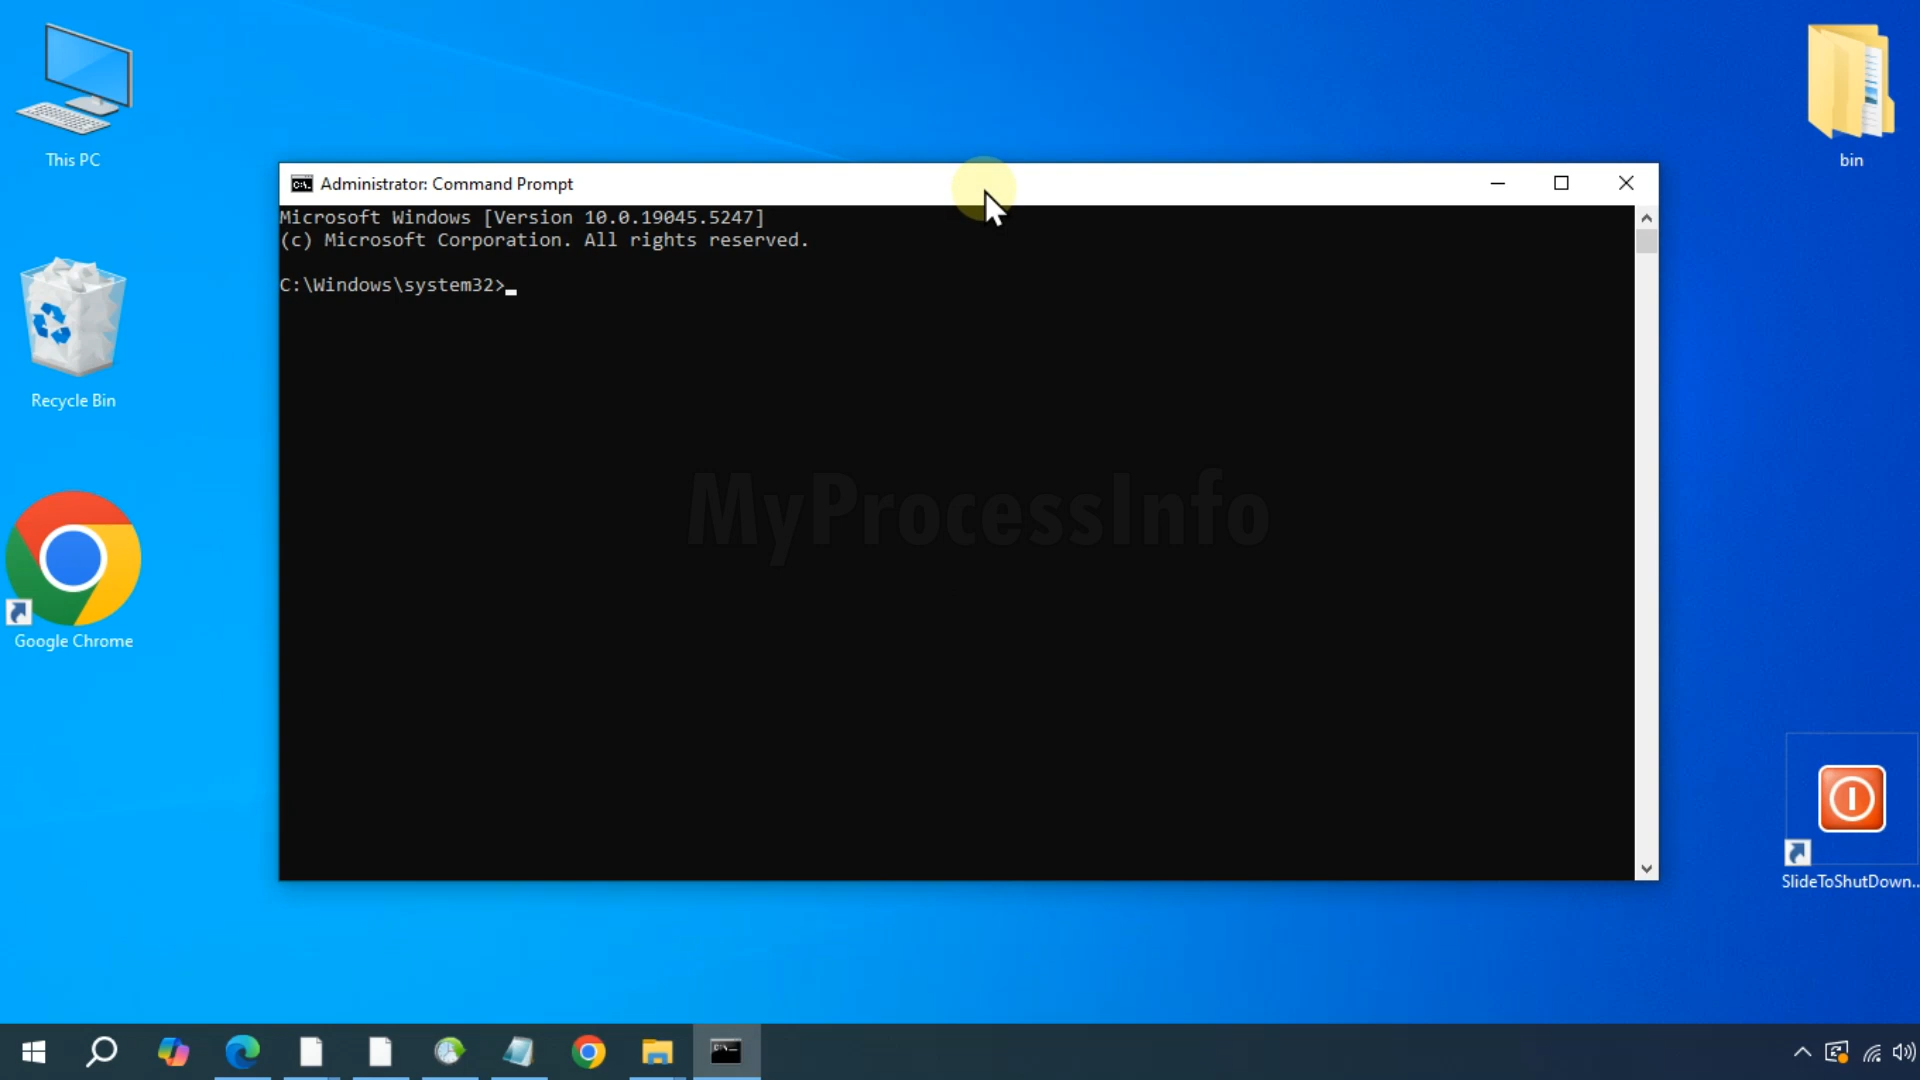 This PC
bin
Administrator: Command Prompt
Microsoft Windows [Version 10.0.19045.5247]
(c) Microsoft Corporation. All rights reserved.
C:\Windows\system32>
Recycle Bin
MyProcessInfo
Google Chrome
SlideToShutDown...